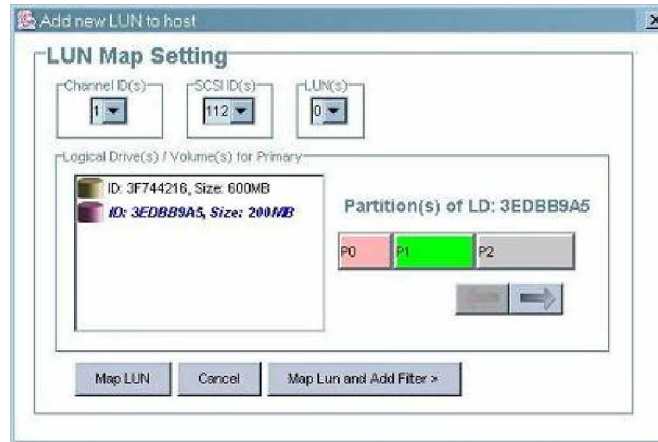 Add new LUN to host
LUN Map Setting
Channel ID(s)
SCSI ID(s)
LUN(s)
1
112
0
Logical Drive(s) / Volume(s) for Primary
ID: 3F744216, Size: 600MB
ID: 3EDBB9A5, Size: 200MB
Partition(s) of LD: 3EDBB9A5
P0
P1
P2
Map LUN
Cancel
Map Lun and Add Filter >